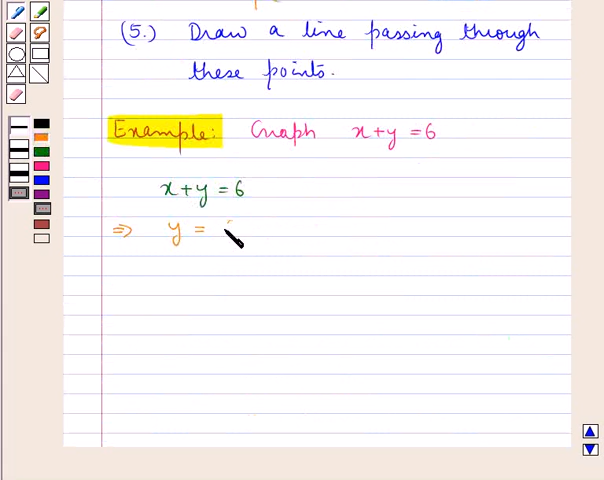 (5.) Draw a line passing through
these points.
Example: Graph x+y=6
x+y=6
⇒ y =